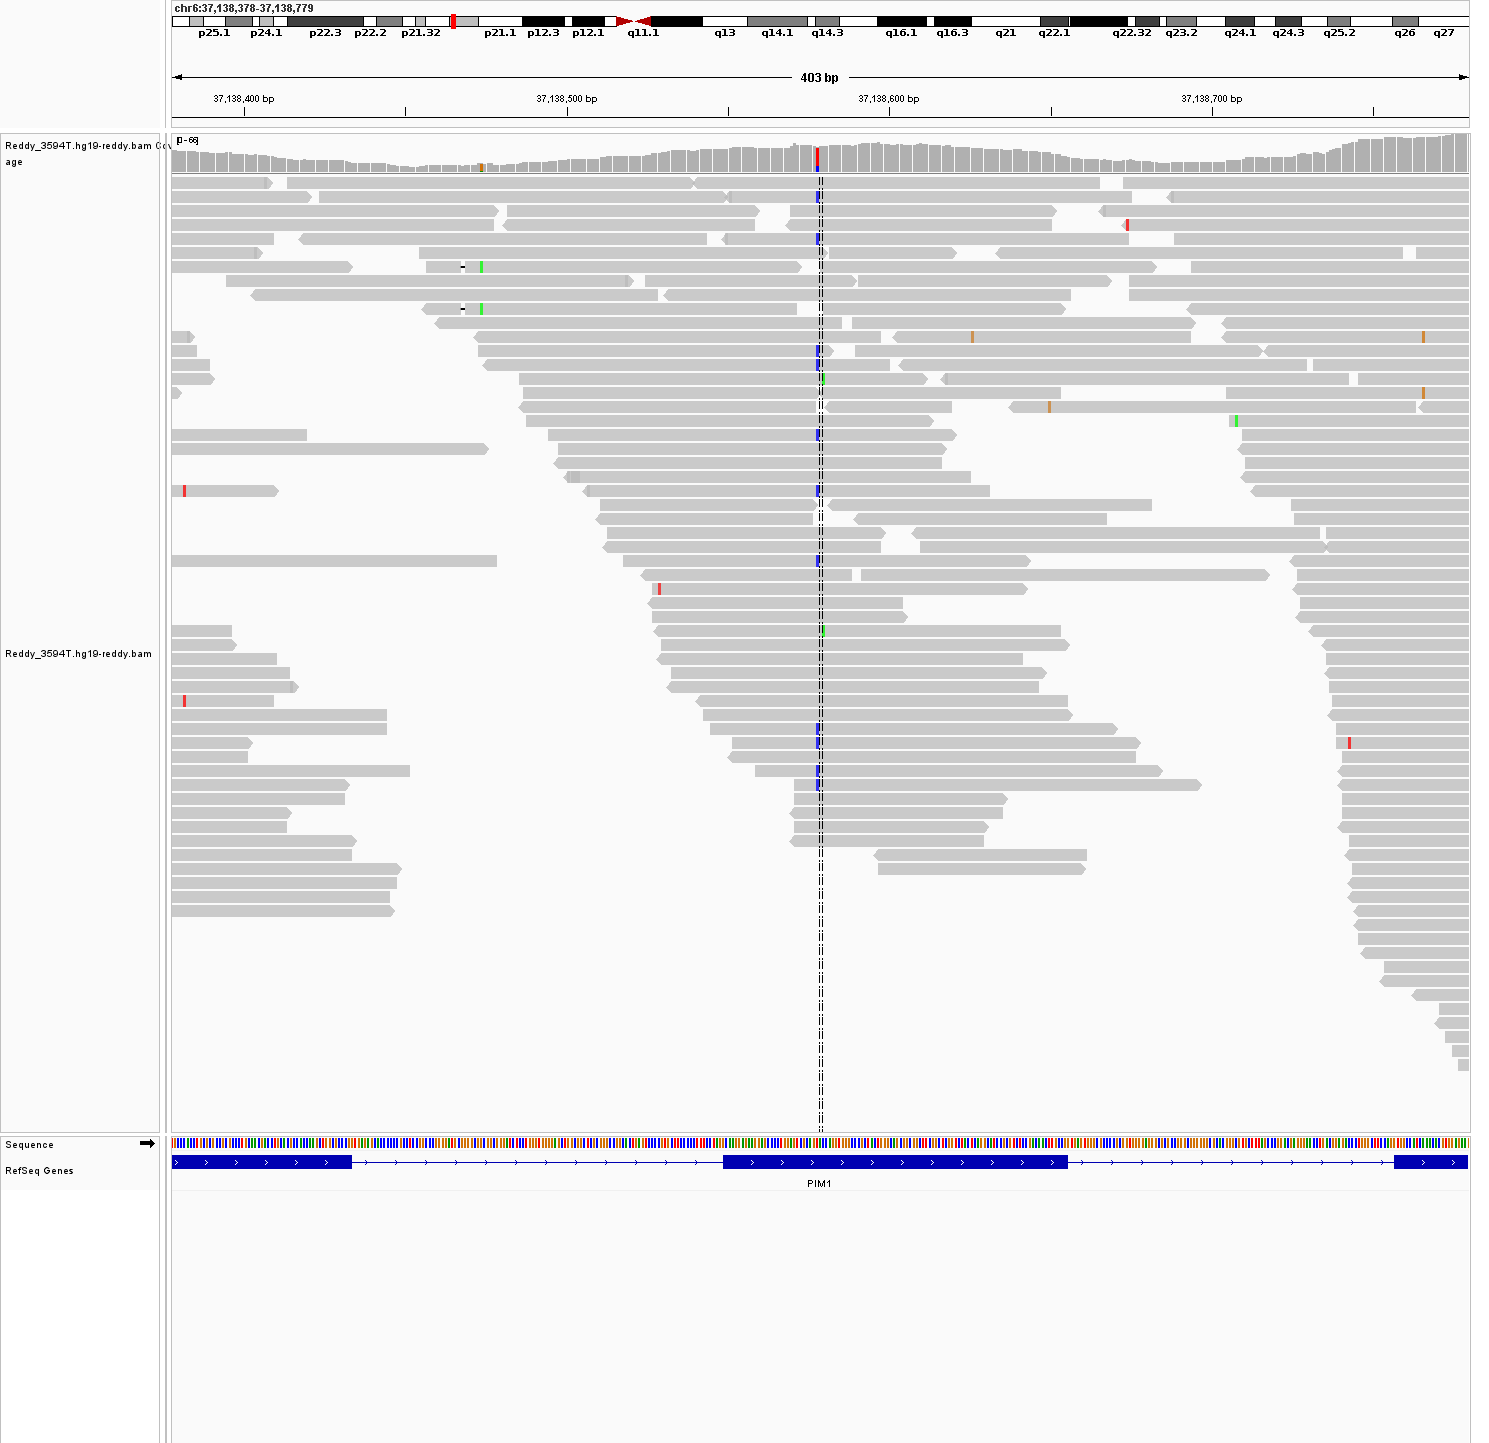 chr6:37,138,378-37,138,779
p25.1 p24.1 p22.3 p22.2 p21.32 p21.1 p12.3 p12.1 q11.1 q13 q14.1 q14.3 q16.1 q16.3 q21 q22.1 q22.32 q23.2 q24.1 q24.3 q25.2 q26 q27
403 bp
37,138,400 bp 37,138,500 bp 37,138,600 bp 37,138,700 bp
[0 - 66]
Reddy_3594T.hg19-reddy.bam Cov
age
Reddy_3594T.hg19-reddy.bam
Sequence
RefSeq Genes
PIM1